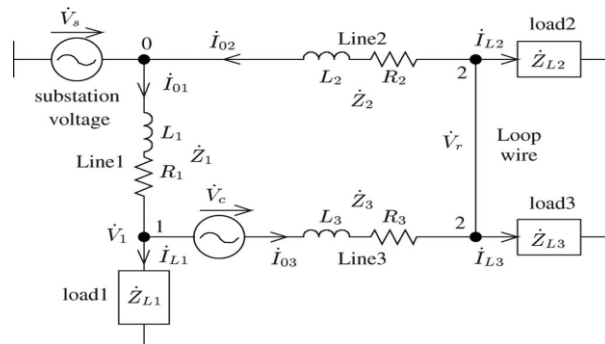 V̇s
substation
voltage
0
İ02
Line2
L2
R2
Ż2
İL2
2
load2
ŻL2
İ01
L1
Line1
R1
Ż1
V̇r
Loop
wire
V̇c
V̇1
1
İL1
İ03
L3
Ż3
R3
Line3
2
İL3
load3
ŻL3
load1
ŻL1